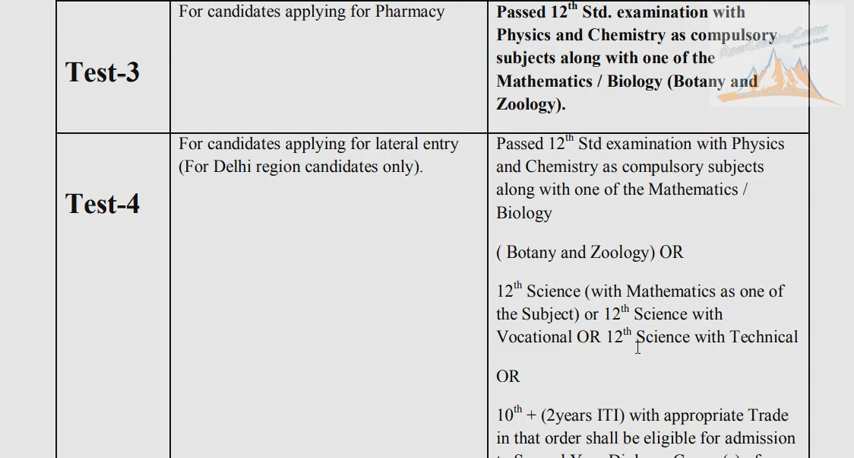 For candidates applying for Pharmacy
Passed 12th Std. examination with
Physics and Chemistry as compulsory
subjects along with one of the
Mathematics / Biology (Botany and
Zoology).
Test-3
For candidates applying for lateral entry
(For Delhi region candidates only).
Passed 12th Std examination with Physics
and Chemistry as compulsory subjects
along with one of the Mathematics /
Biology
( Botany and Zoology) OR
12th Science (with Mathematics as one of
the Subject) or 12th Science with
Vocational OR 12th Science with Technical
OR
10th + (2years ITI) with appropriate Trade
in that order shall be eligible for admission
Test-4